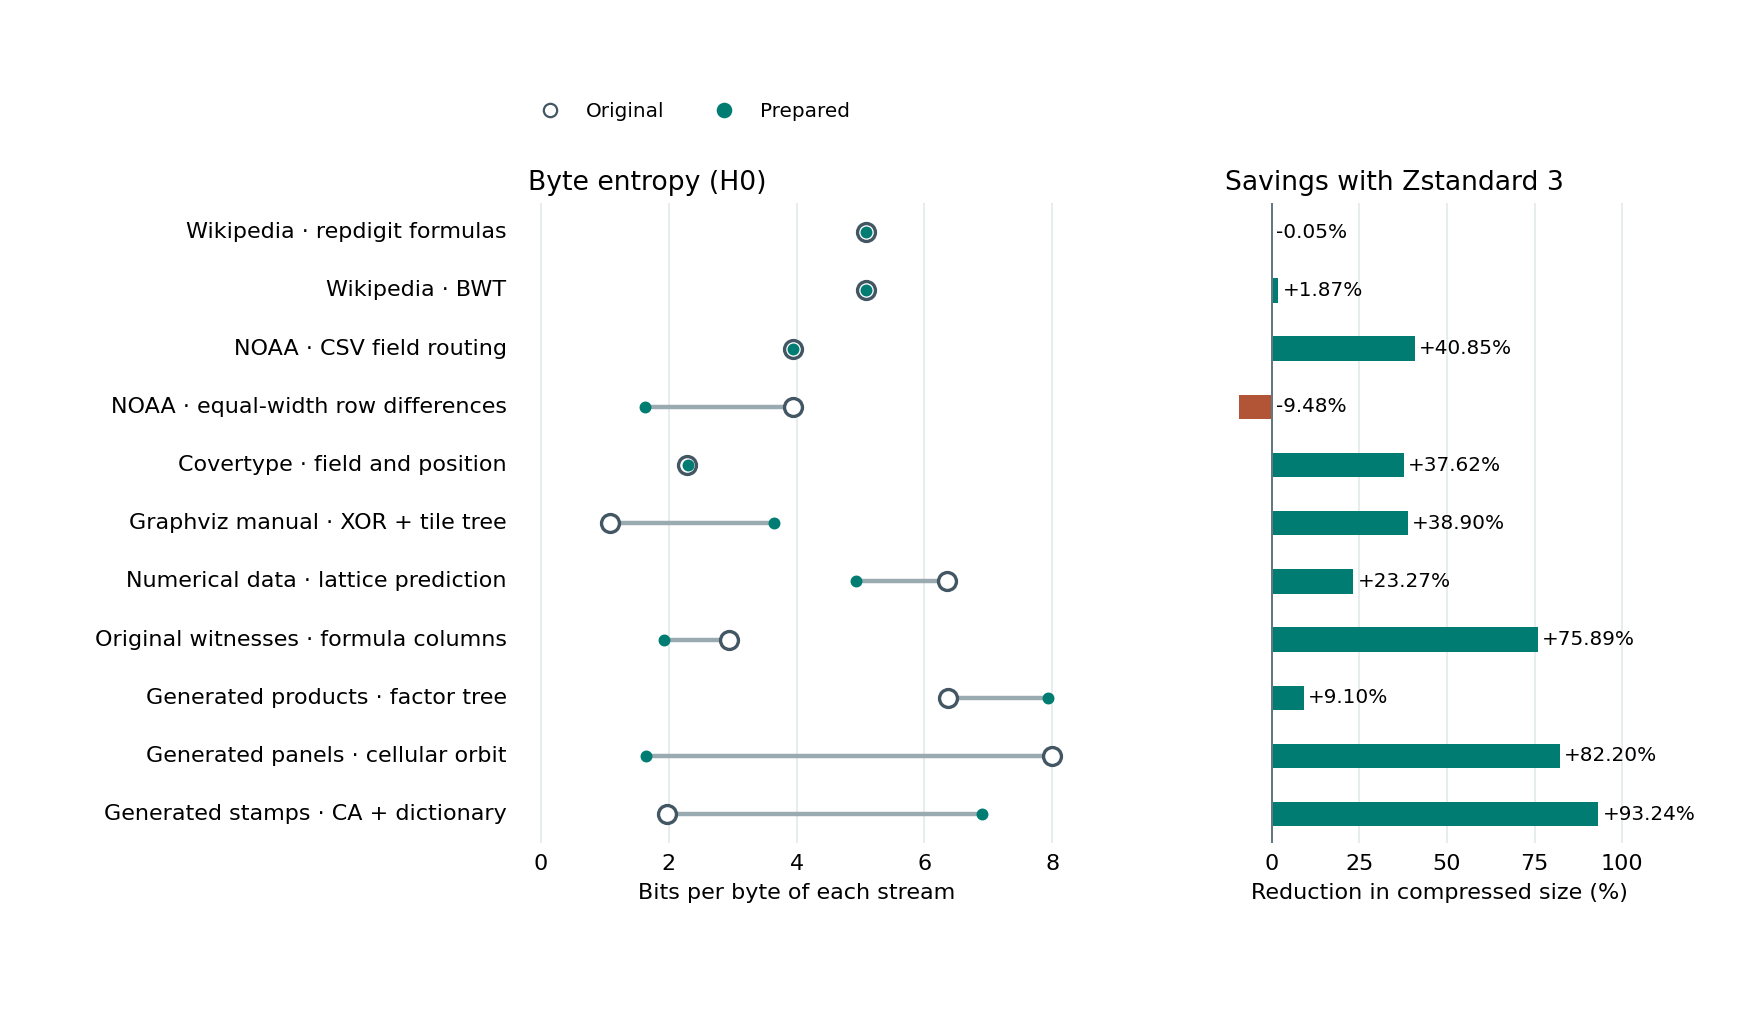 Original Prepared
Byte entropy (H0) Savings with Zstandard 3
Wikipedia · repdigit formulas -0.05%
Wikipedia · BWT +1.87%
NOAA · CSV field routing +40.85%
NOAA · equal-width row differences -9.48%
Covertype · field and position +37.62%
Graphviz manual · XOR + tile tree +38.90%
Numerical data · lattice prediction +23.27%
Original witnesses · formula columns +75.89%
Generated products · factor tree +9.10%
Generated panels · cellular orbit +82.20%
Generated stamps · CA + dictionary +93.24%
0 2 4 6 8 0 25 50 75 100
Bits per byte of each stream Reduction in compressed size (%)